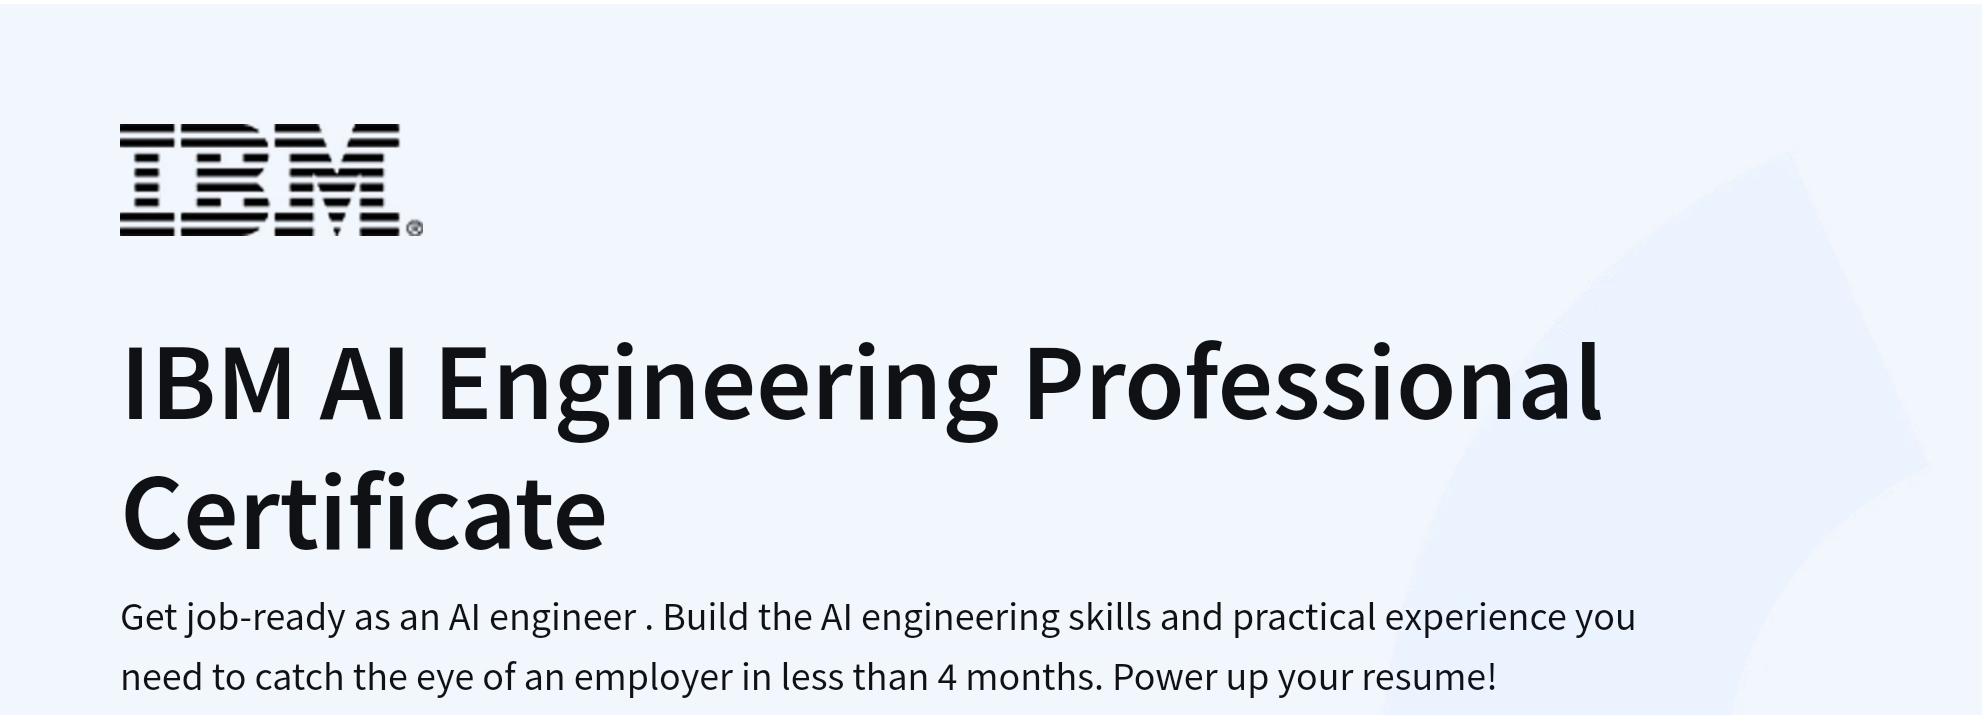 IBM®
IBM AI Engineering Professional
Certificate
Get job-ready as an AI engineer . Build the AI engineering skills and practical experience you
need to catch the eye of an employer in less than 4 months. Power up your resume!